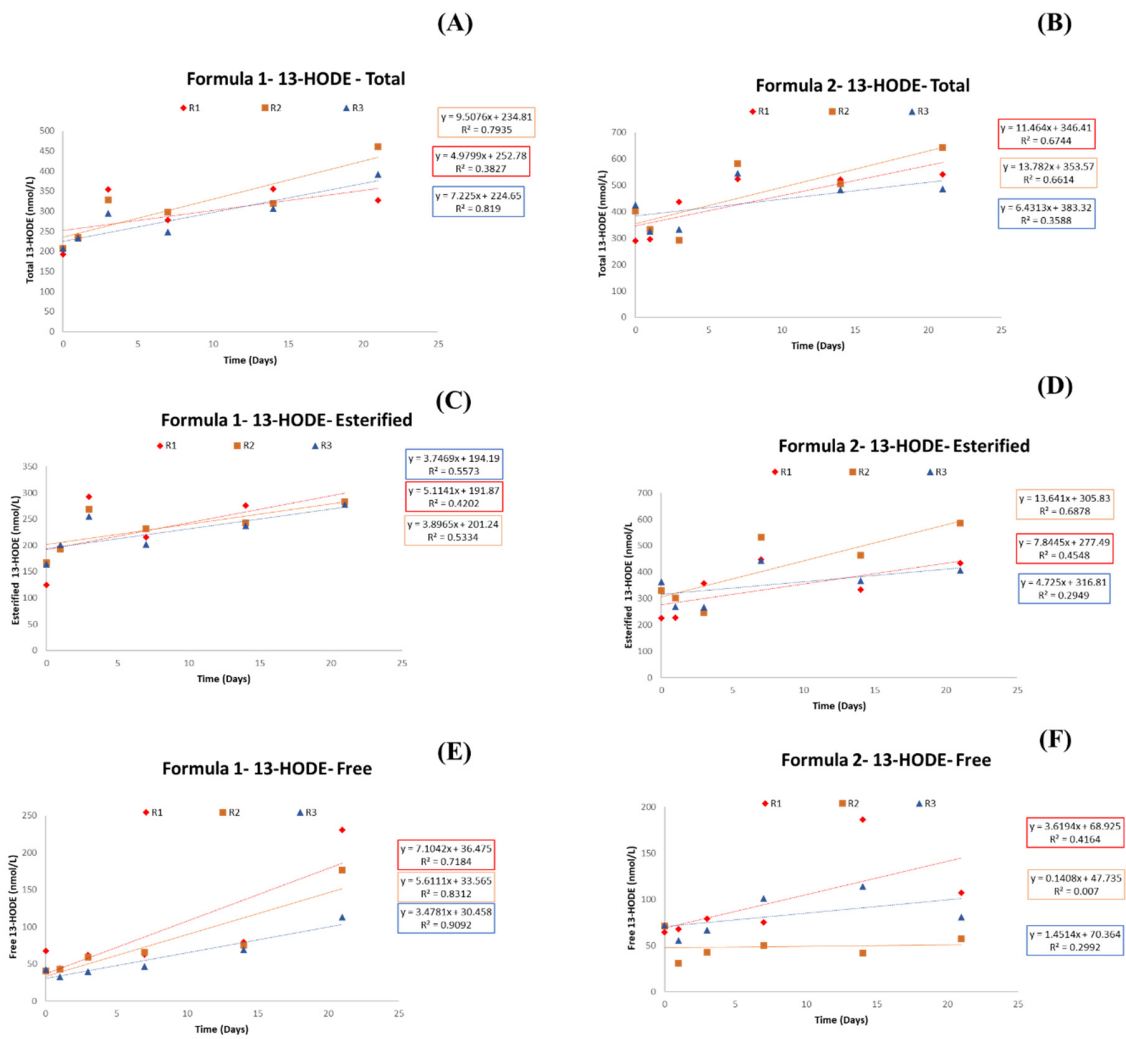 (A)
Formula 1- 13-HODE - Total
R1 R2 R3
Total 13-HODE (nmol/L)
500
450
400
350
300
250
200
150
100
50
0
0 5 10 15 20 25
Time (Days)
y = 9.5076x + 234.81
R² = 0.7935
y = 4.9799x + 252.78
R² = 0.3827
y = 7.225x + 224.65
R² = 0.819
(B)
Formula 2- 13-HODE- Total
R1 R2 R3
Total 13-HODE (nmol/L)
700
600
500
400
300
200
100
0
0 5 10 15 20 25
Time (Days)
y = 11.464x + 346.41
R² = 0.6744
y = 13.782x + 353.57
R² = 0.6614
y = 6.4313x + 383.32
R² = 0.3588
(C)
Formula 1- 13-HODE- Esterified
R1 R2 R3
Esterified 13-HODE (nmol/L)
350
300
250
200
150
100
50
0
0 5 10 15 20 25
Time (Days)
y = 3.7469x + 194.19
R² = 0.5573
y = 5.1141x + 191.87
R² = 0.4202
y = 3.8965x + 201.24
R² = 0.5334
(D)
Formula 2- 13-HODE- Esterified
R1 R2 R3
Esterified 13-HODE (nmol/L
700
600
500
400
300
200
100
0
0 5 10 15 20 25
Time (Days)
y = 13.641x + 305.83
R² = 0.6878
y = 7.8445x + 277.49
R² = 0.4548
y = 4.725x + 316.81
R² = 0.2949
(E)
Formula 1- 13-HODE- Free
R1 R2 R3
Free 13-HODE (nmol/L)
250
200
150
100
50
0
0 5 10 15 20 25
Time (Days)
y = 7.1042x + 36.475
R² = 0.7184
y = 5.6111x + 33.565
R² = 0.8312
y = 3.4781x + 30.458
R² = 0.9092
(F)
Formula 2- 13-HODE- Free
R1 R2 R3
Free 13-HODE (nmol/L)
200
150
100
50
0
0 5 10 15 20 25
Time (Days)
y = 3.6194x + 68.925
R² = 0.4164
y = 0.1408x + 47.735
R² = 0.007
y = 1.4514x + 70.364
R² = 0.2992